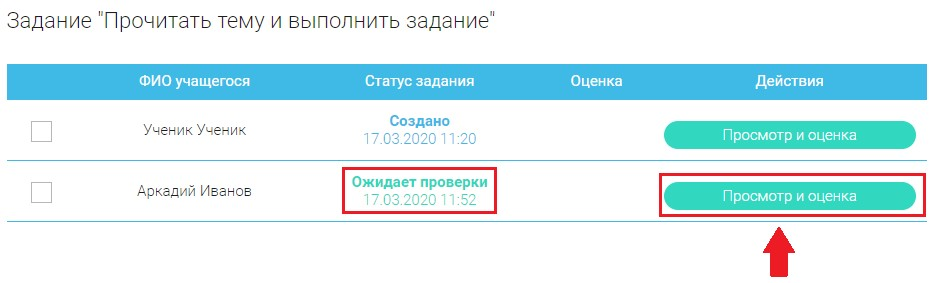 Задание "Прочитать тему и выполнить задание"
ФИО учащегося Статус задания Оценка Действия
Ученик Ученик Создано 17.03.2020 11:20 Просмотр и оценка
Аркадий Иванов Ожидает проверки 17.03.2020 11:52 Просмотр и оценка